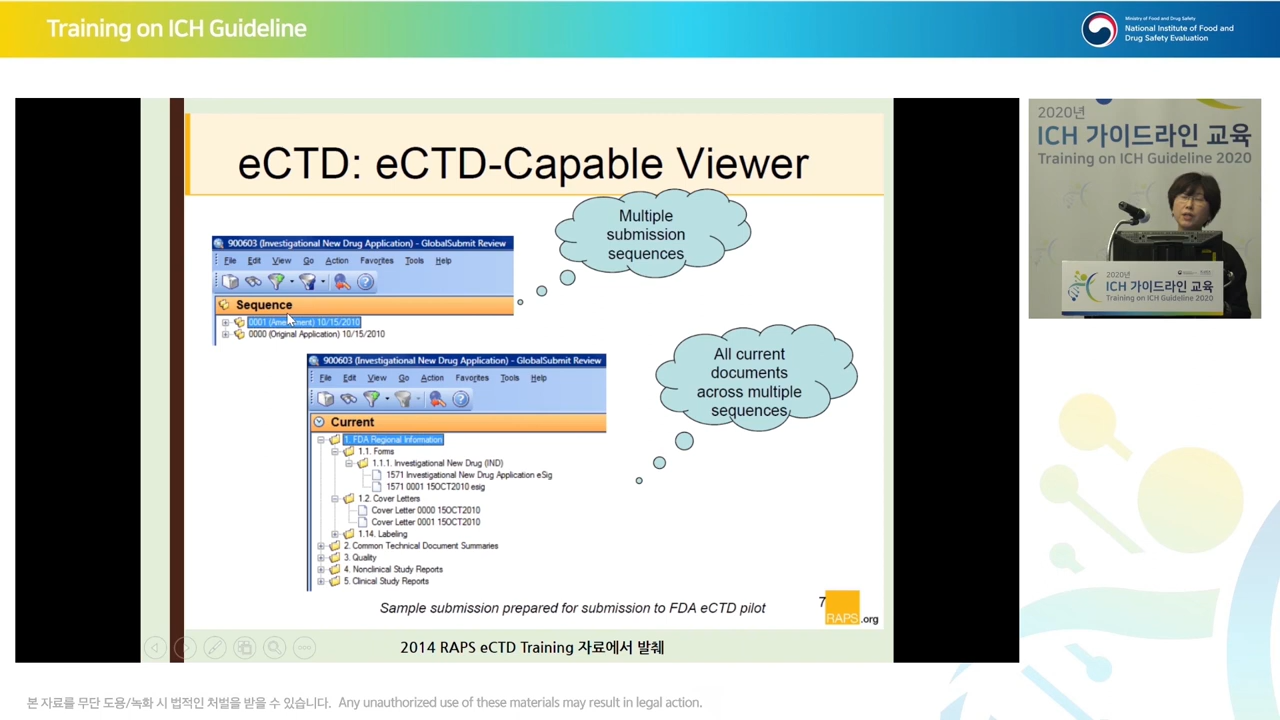 Training on ICH Guideline
Ministry of Food and Drug Safety
National Institute of Food and
Drug Safety Evaluation
eCTD: eCTD-Capable Viewer
Multiple
submission
sequences
900603 (Investigational New Drug Application) - GlobalSubmit Review
File Edit View Go Action Favorites Tools Help
Sequence
0001 (Amendment) 10/15/2010
0000 (Original Application) 10/15/2010
All current
documents
across multiple
sequences
900603 (Investigational New Drug Application) - GlobalSubmit Review
File Edit View Go Action Favorites Tools Help
Current
1. FDA Regional Information
1.1. Forms
1.1.1. Investigational New Drug (IND)
1571 Investigational New Drug Application eSig
1571 0001 15OCT2010 esig
1.2. Cover Letters
Cover Letter 0000 15OCT2010
Cover Letter 0001 15OCT2010
1.14. Labeling
2. Common Technical Document Summaries
3. Quality
4. Nonclinical Study Reports
5. Clinical Study Reports
Sample submission prepared for submission to FDA eCTD pilot
7
RAPS.org
2014 RAPS eCTD Training 자료에서 발췌
2020년
ICH 가이드라인 교육
Training on ICH Guideline 2020
2020년
ICH 가이드라인 교육
Training on ICH Guideline 2020
본 자료를 무단 도용/녹화 시 법적인 처벌을 받을 수 있습니다. Any unauthorized use of these materials may result in legal action.